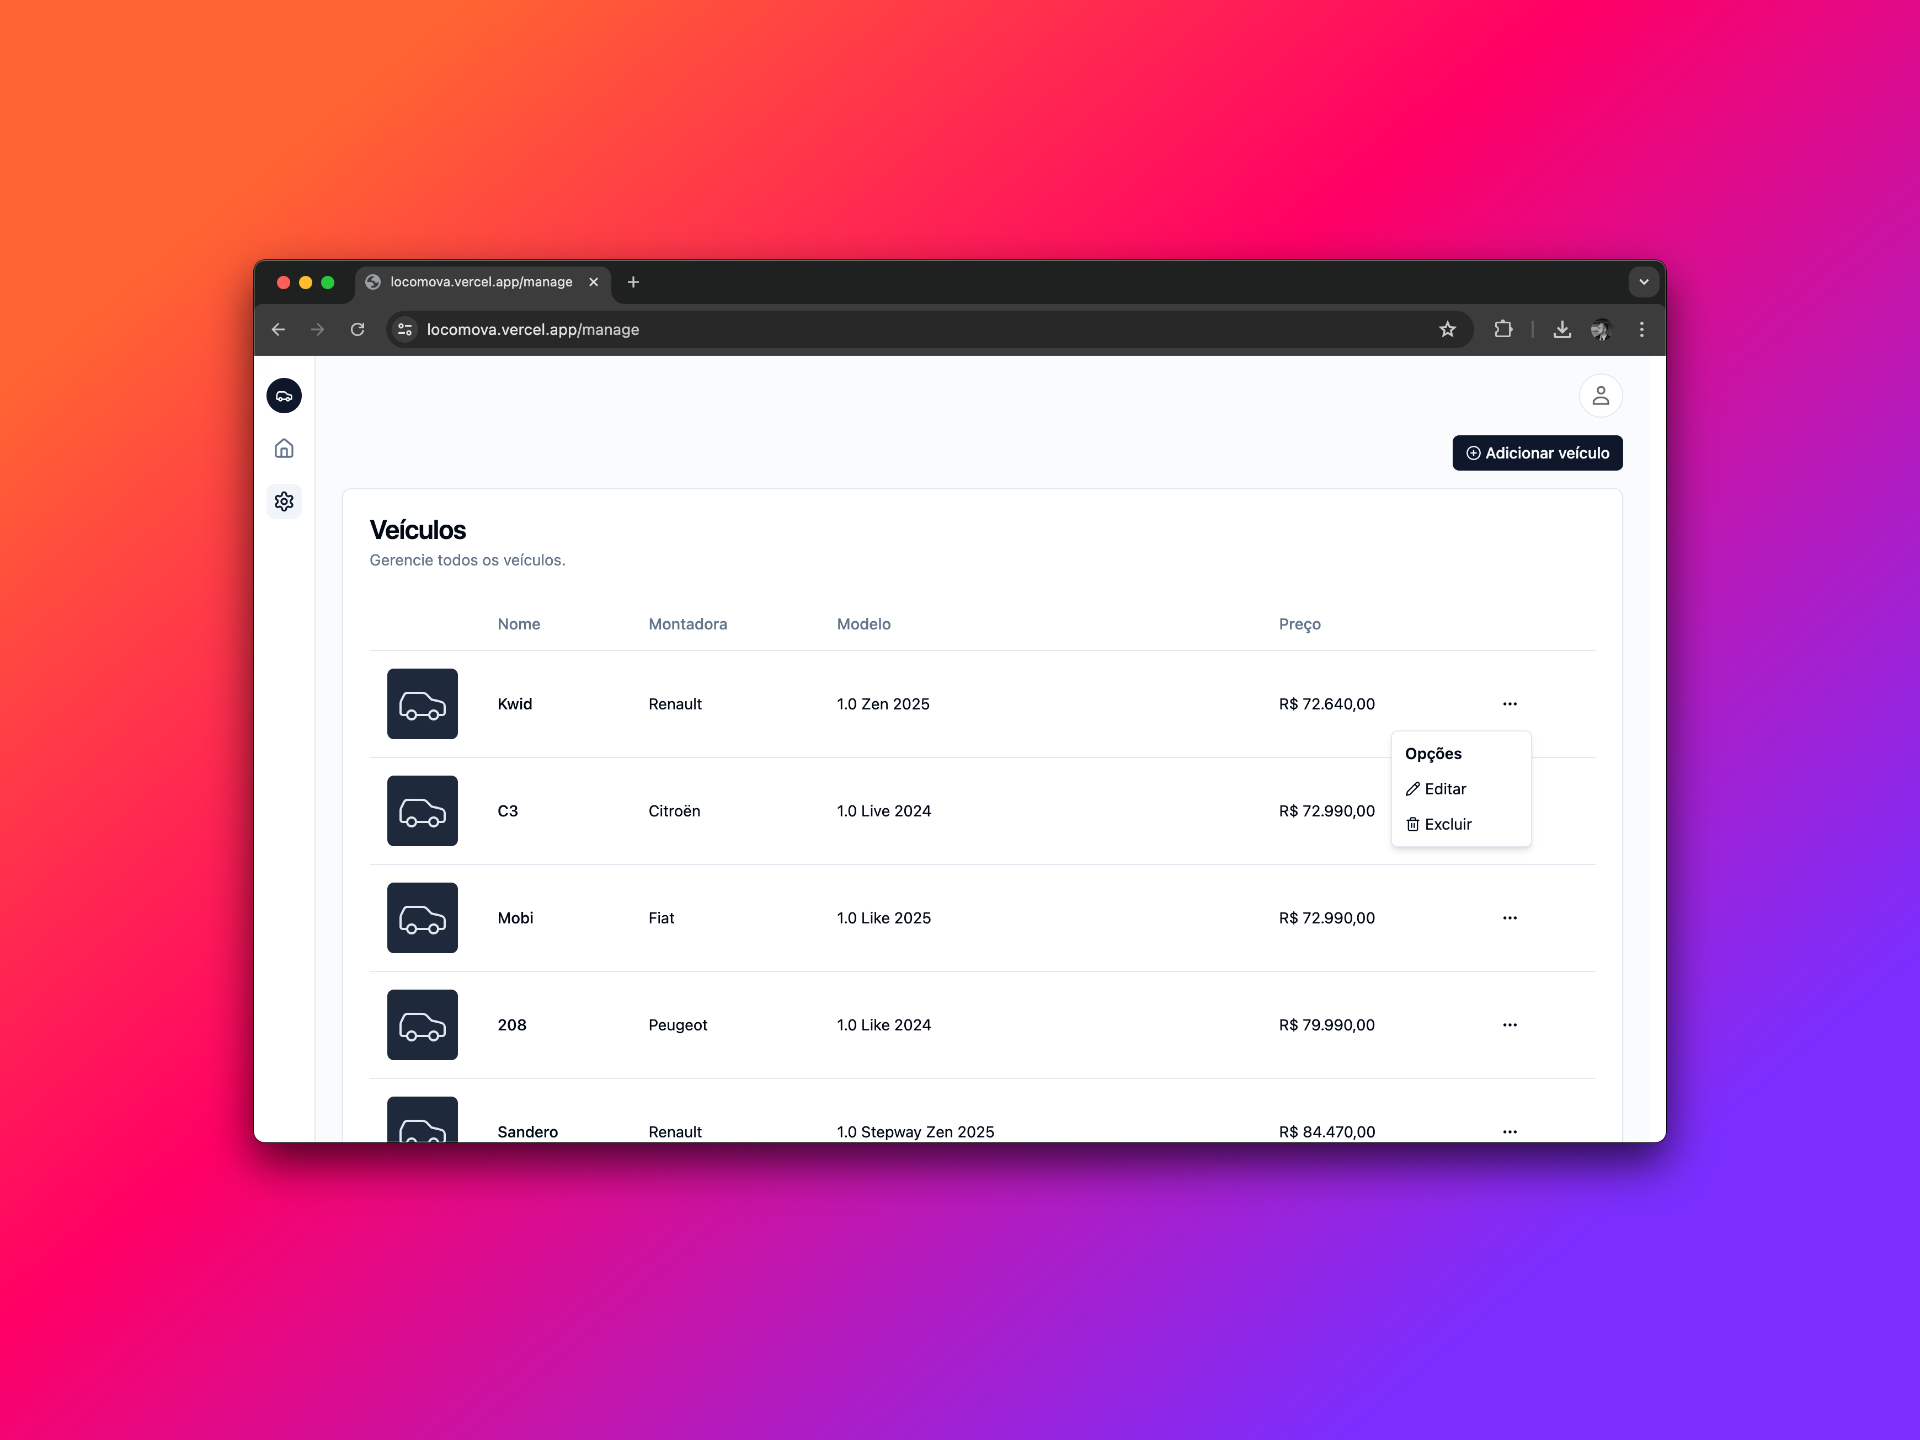 locomova.vercel.app/manage
locomova.vercel.app/manage
Adicionar veículo
Veículos
Gerencie todos os veículos.
Nome Montadora Modelo Preço
Kwid Renault 1.0 Zen 2025 R$ 72.640,00
Opções
Editar
Excluir
C3 Citroën 1.0 Live 2024 R$ 72.990,00
Mobi Fiat 1.0 Like 2025 R$ 72.990,00
208 Peugeot 1.0 Like 2024 R$ 79.990,00
Sandero Renault 1.0 Stepway Zen 2025 R$ 84.470,00